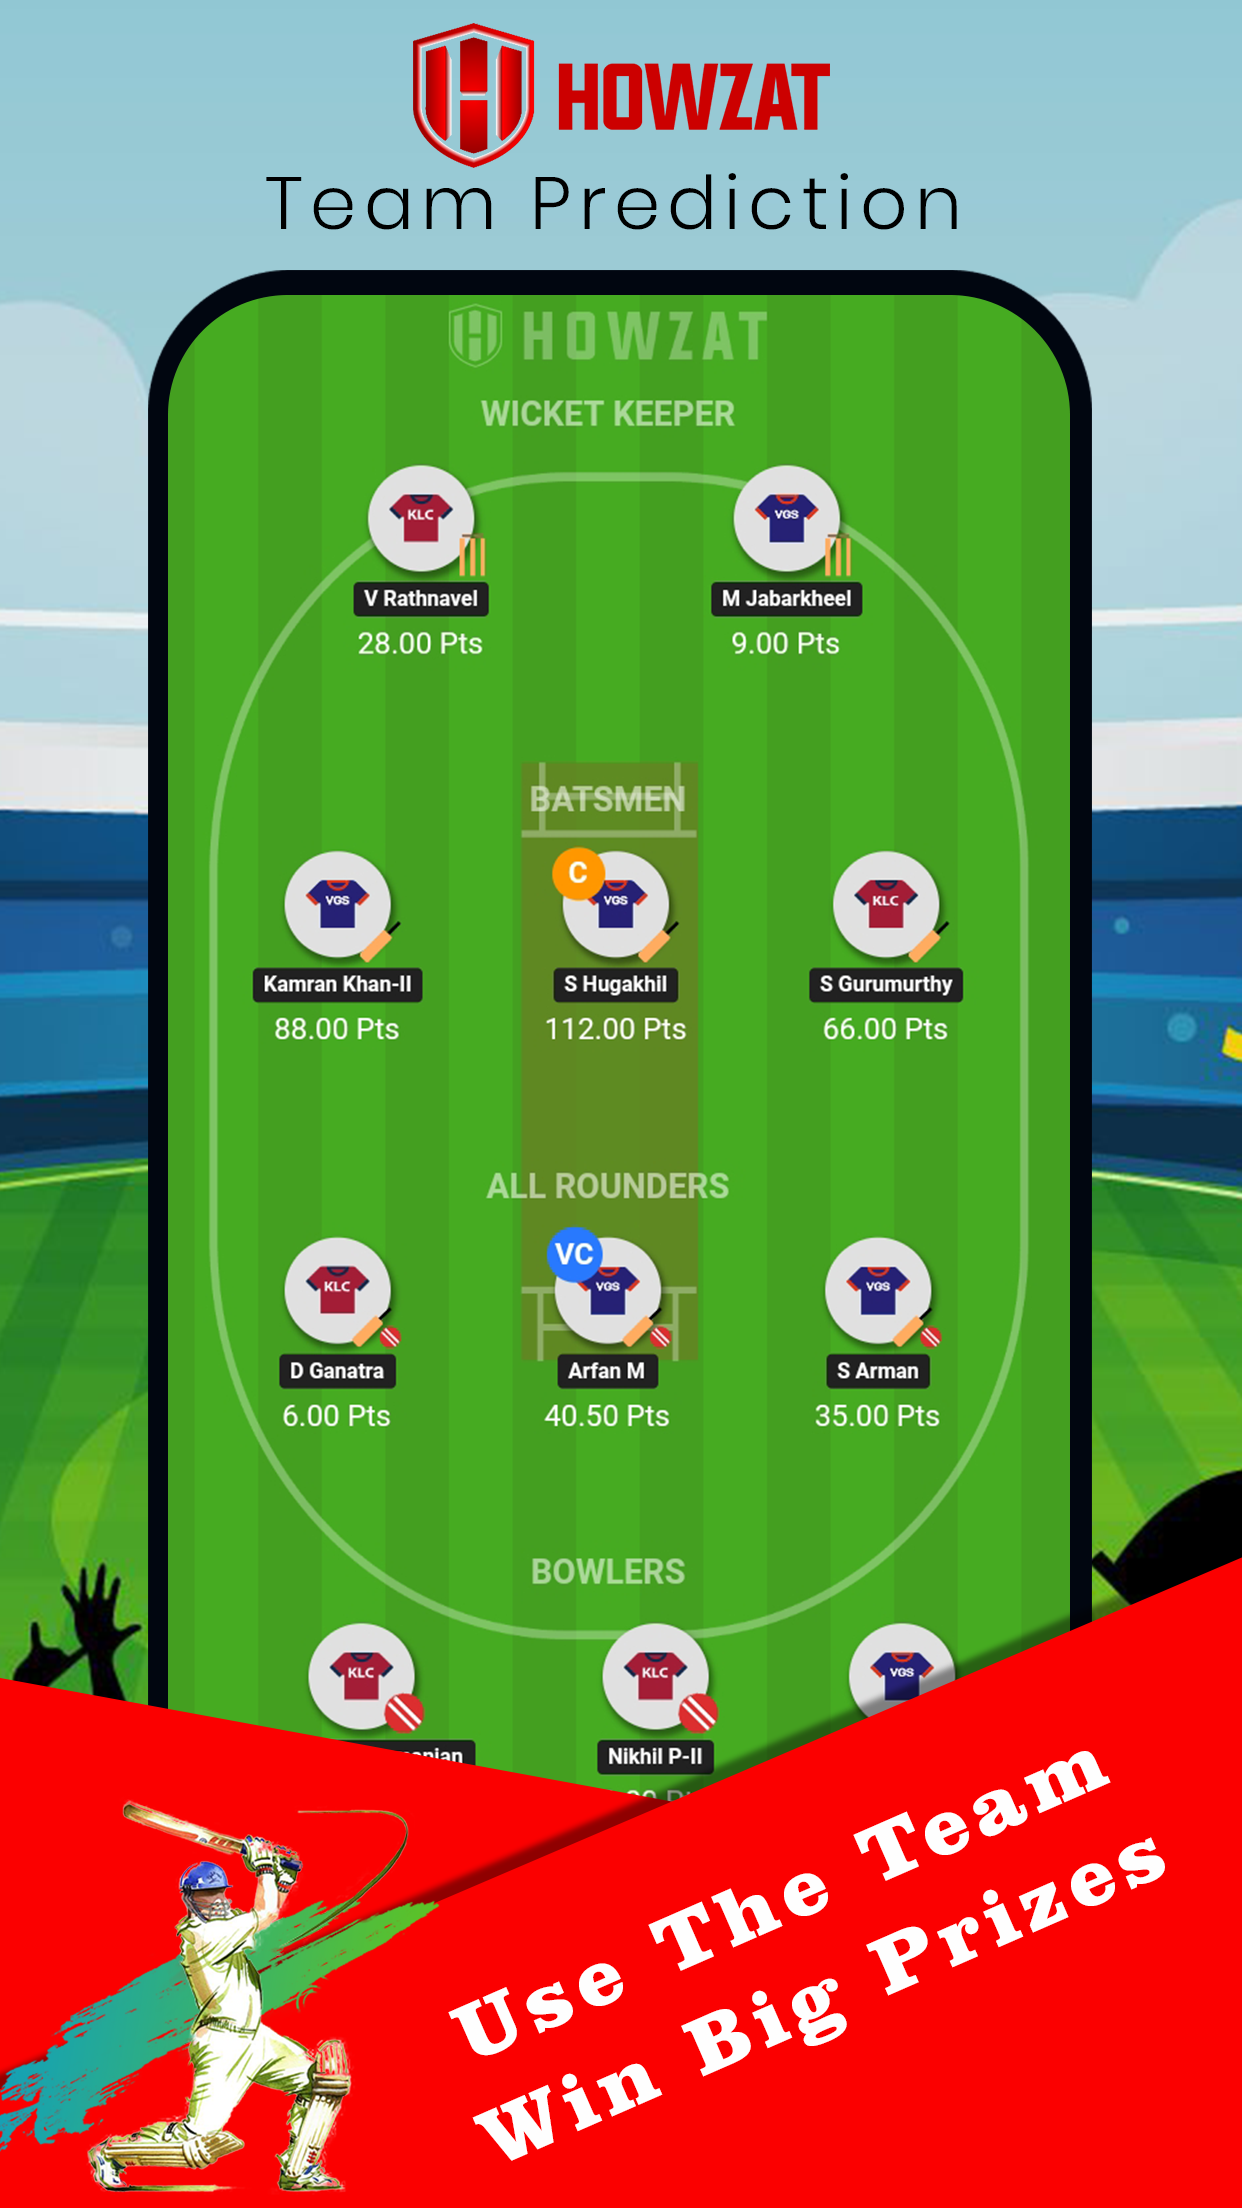 HOWZAT
Team Prediction
HOWZAT
WICKET KEEPER
KLC
VGS
V Rathnavel
M Jabarkheel
28.00 Pts
9.00 Pts
BATSMEN
C
VGS
VGS
KLC
Kamran Khan-II
S Hugakhil
S Gurumurthy
88.00 Pts
112.00 Pts
66.00 Pts
ALL ROUNDERS
VC
KLC
VGS
VGS
D Ganatra
Arfan M
S Arman
6.00 Pts
40.50 Pts
35.00 Pts
BOWLERS
KLC
KLC
VGS
Nikhil P-II
Use The Team
Win Big Prizes